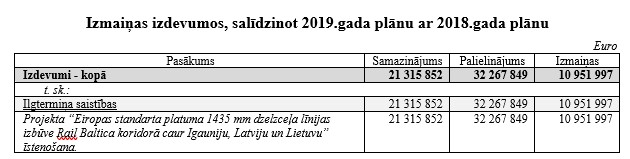 Izmaiņas izdevumos, salīdzinot 2019.gada plānu ar 2018.gada plānu
Euro
Pasākums Samazinājums Palielinājums Izmaiņas
Izdevumi - kopā 21 315 852 32 267 849 10 951 997
t. sk.:
Ilgtermiņa saistības 21 315 852 32 267 849 10 951 997
Projekta “Eiropas standarta platuma 1435 mm dzelzceļa līnijas 21 315 852 32 267 849 10 951 997
izbūve Rail Baltica koridorā caur Igauniju, Latviju un Lietuvu”
īstenošana.